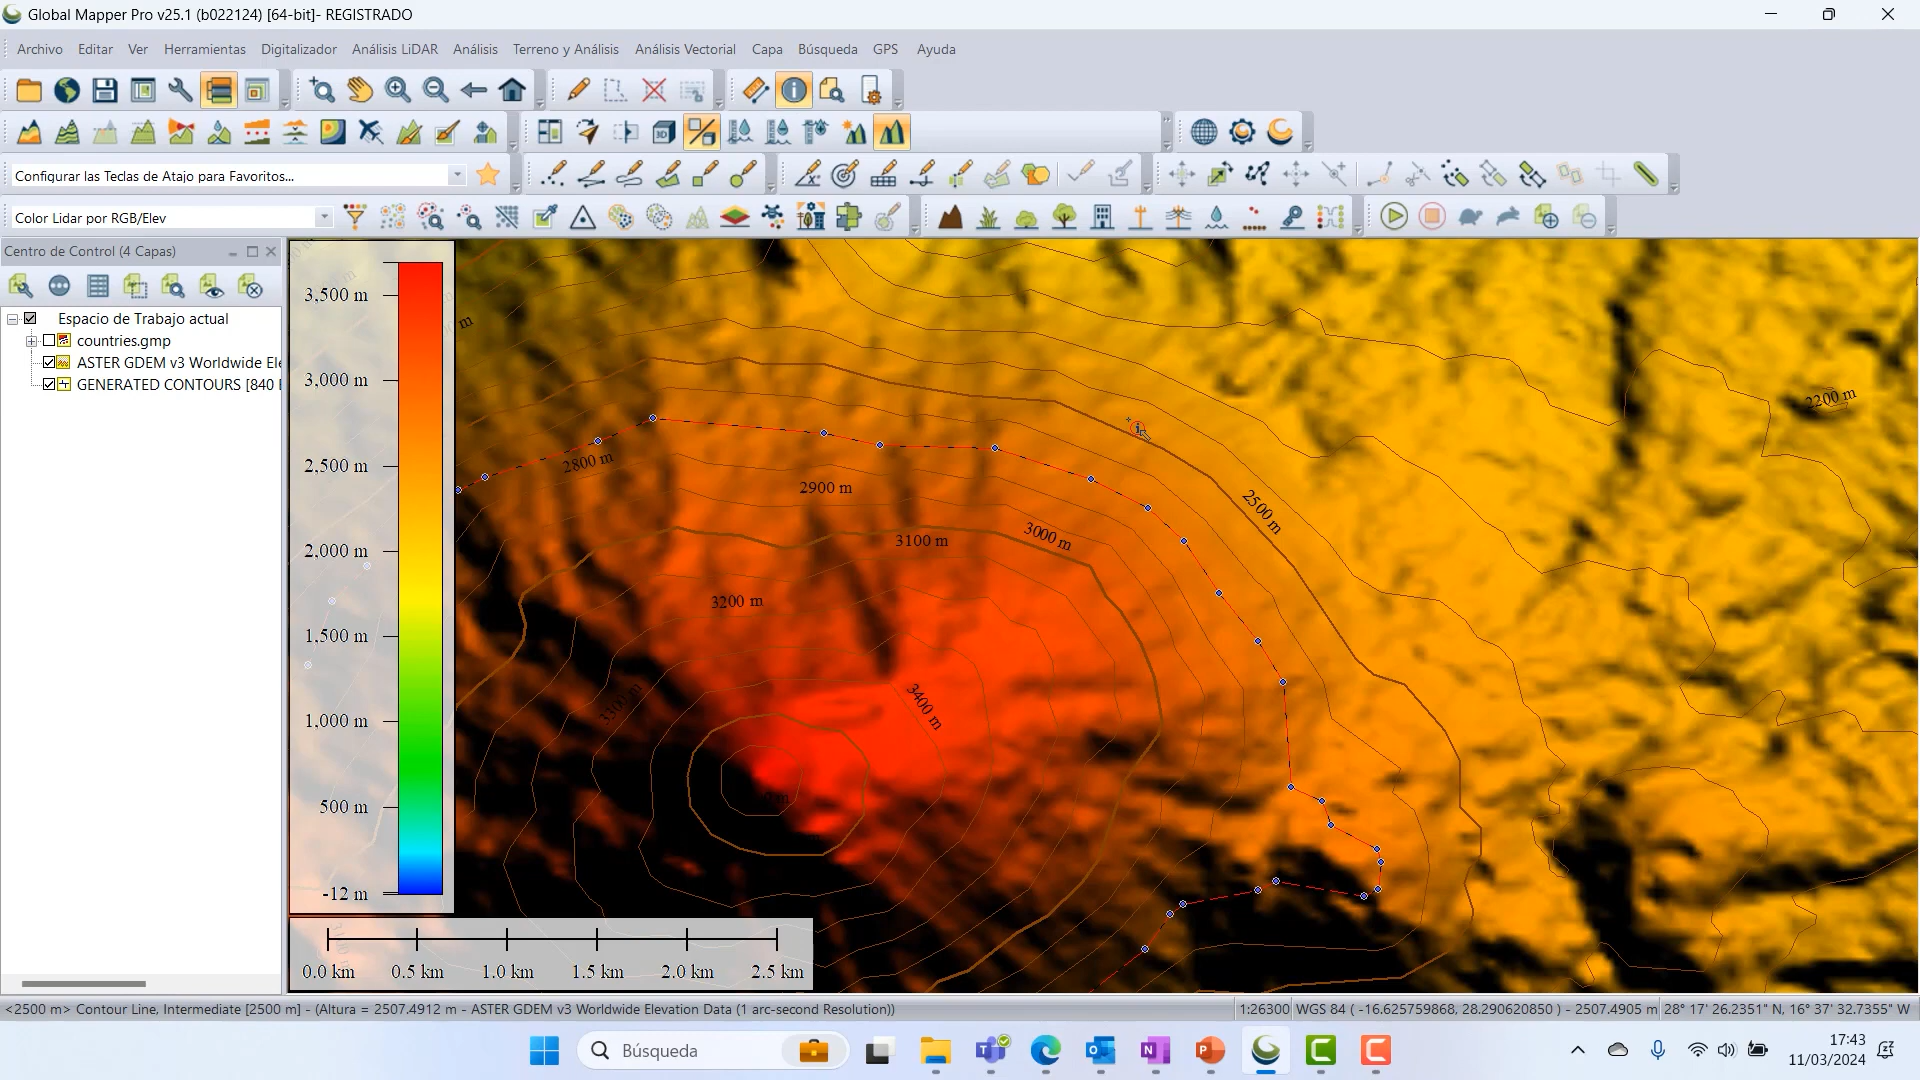 Global Mapper Pro v25.1 (b022124) [64-bit]- REGISTRADO
Archivo Editar Ver Herramientas Digitalizador Análisis LiDAR Análisis Terreno y Análisis Análisis Vectorial Capa Búsqueda GPS Ayuda
Configurar las Teclas de Atajo para Favoritos...
Color Lidar por RGB/Elev
Centro de Control (4 Capas)
Espacio de Trabajo actual
countries.gmp
ASTER GDEM v3 Worldwide Ele
GENERATED CONTOURS [840
3,500 m
3,000 m
2,500 m
2,000 m
1,500 m
1,000 m
500 m
-12 m
0.0 km 0.5 km 1.0 km 1.5 km 2.0 km 2.5 km
2200 m
2800 m
2900 m
2500 m
3100 m
3000 m
3200 m
3300 m
3400 m
<2500 m> Contour Line, Intermediate [2500 m] - (Altura = 2507.4912 m - ASTER GDEM v3 Worldwide Elevation Data (1 arc-second Resolution))
1:26300 WGS 84 ( -16.625759868, 28.290620850 ) - 2507.4905 m 28° 17' 26.2351" N, 16° 37' 32.7355" W
Búsqueda
17:43
11/03/2024